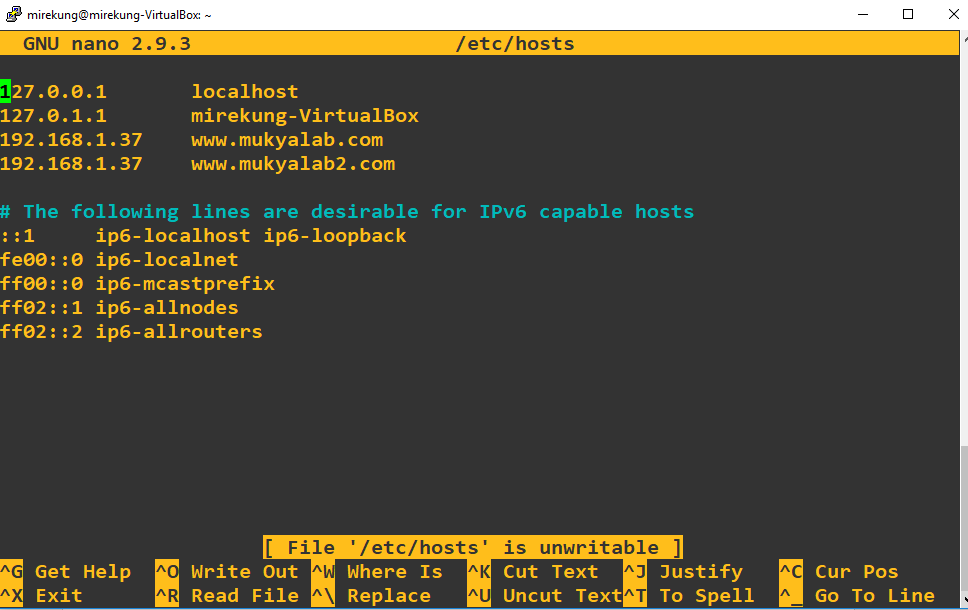 mirekung@mirekung-VirtualBox: ~
GNU nano 2.9.3 /etc/hosts
127.0.0.1 localhost
127.0.1.1 mirekung-VirtualBox
192.168.1.37 www.mukyalab.com
192.168.1.37 www.mukyalab2.com
# The following lines are desirable for IPv6 capable hosts
::1 ip6-localhost ip6-loopback
fe00::0 ip6-localnet
ff00::0 ip6-mcastprefix
ff02::1 ip6-allnodes
ff02::2 ip6-allrouters
[ File '/etc/hosts' is unwritable ]
^G Get Help ^O Write Out ^W Where Is ^K Cut Text ^J Justify ^C Cur Pos
^X Exit ^R Read File ^\ Replace ^U Uncut Text ^T To Spell ^_ Go To Line